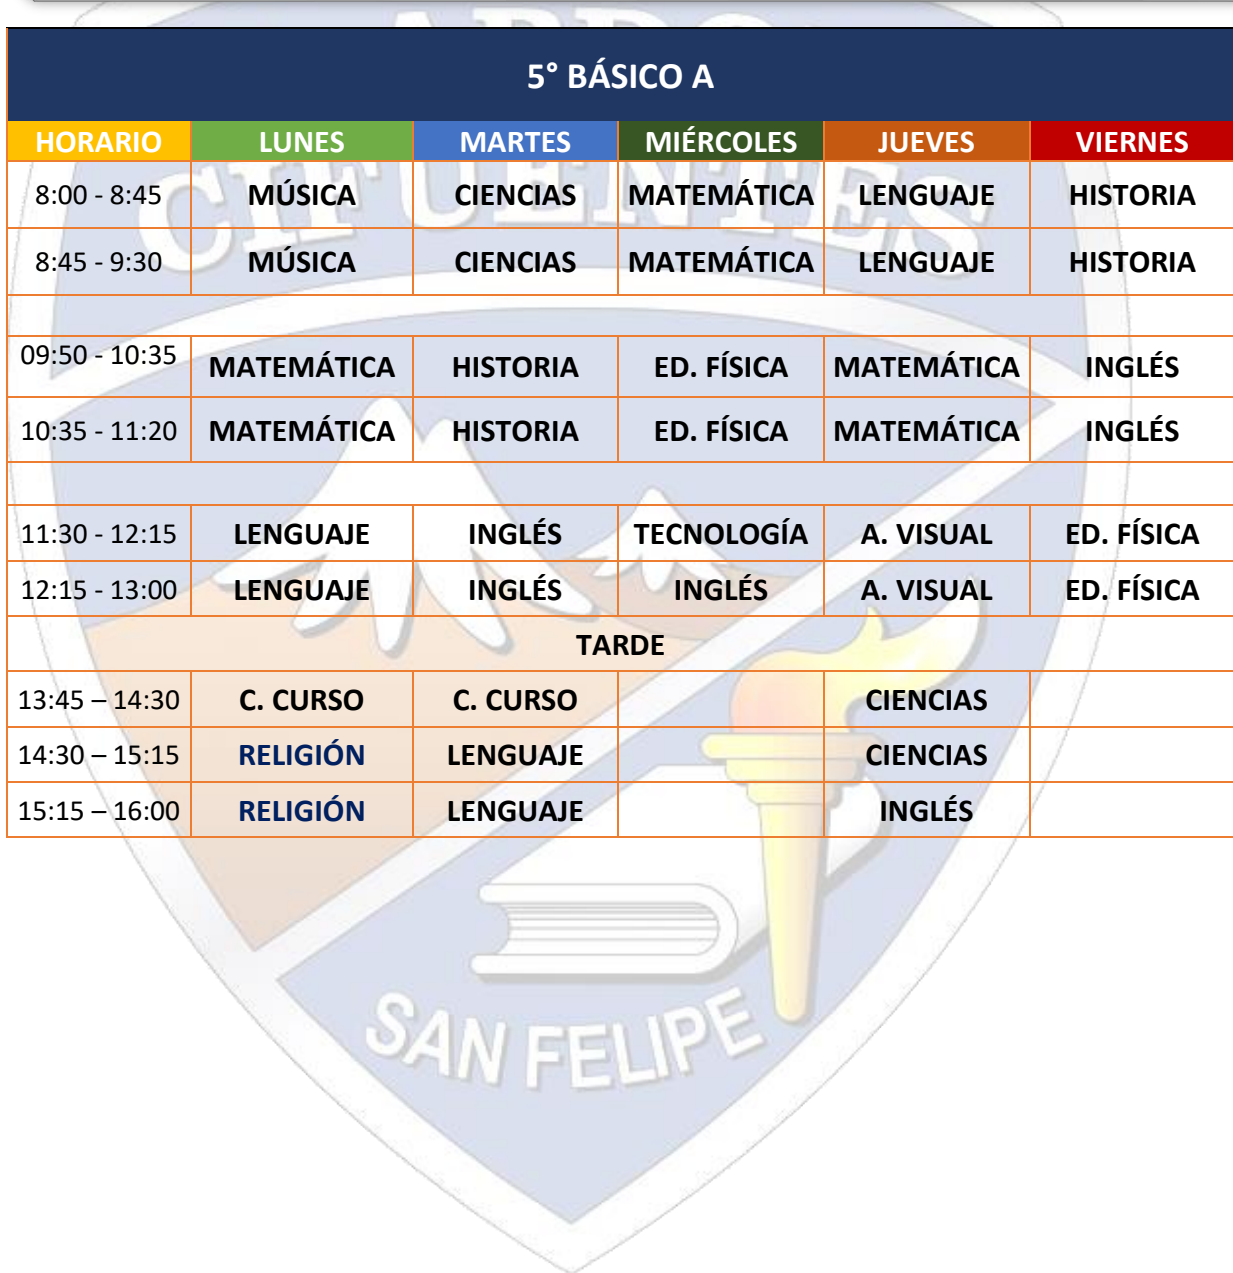 5° BÁSICO A
HORARIO LUNES MARTES MIÉRCOLES JUEVES VIERNES
8:00 - 8:45 MÚSICA CIENCIAS MATEMÁTICA LENGUAJE HISTORIA
8:45 - 9:30 MÚSICA CIENCIAS MATEMÁTICA LENGUAJE HISTORIA
09:50 - 10:35 MATEMÁTICA HISTORIA ED. FÍSICA MATEMÁTICA INGLÉS
10:35 - 11:20 MATEMÁTICA HISTORIA ED. FÍSICA MATEMÁTICA INGLÉS
11:30 - 12:15 LENGUAJE INGLÉS TECNOLOGÍA A. VISUAL ED. FÍSICA
12:15 - 13:00 LENGUAJE INGLÉS INGLÉS A. VISUAL ED. FÍSICA
TARDE
13:45 – 14:30 C. CURSO C. CURSO CIENCIAS
14:30 – 15:15 RELIGIÓN LENGUAJE CIENCIAS
15:15 – 16:00 RELIGIÓN LENGUAJE INGLÉS
CIFUENTES
SAN FELIPE